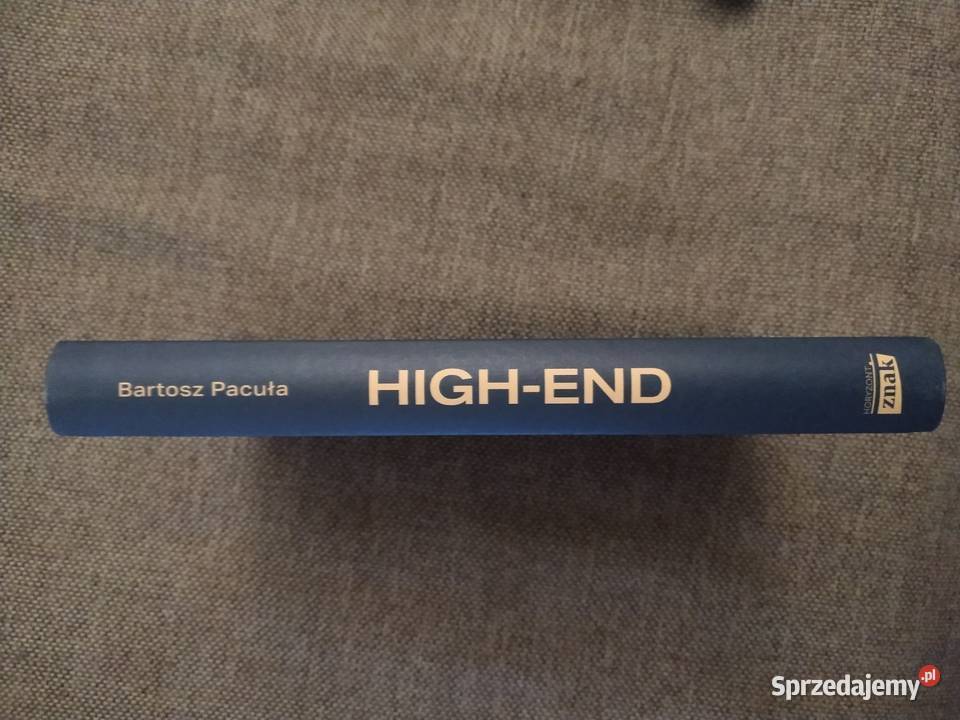 Bartosz Pacuła
HIGH-END
HORYZONT
znak
Sprzedajemy.pl